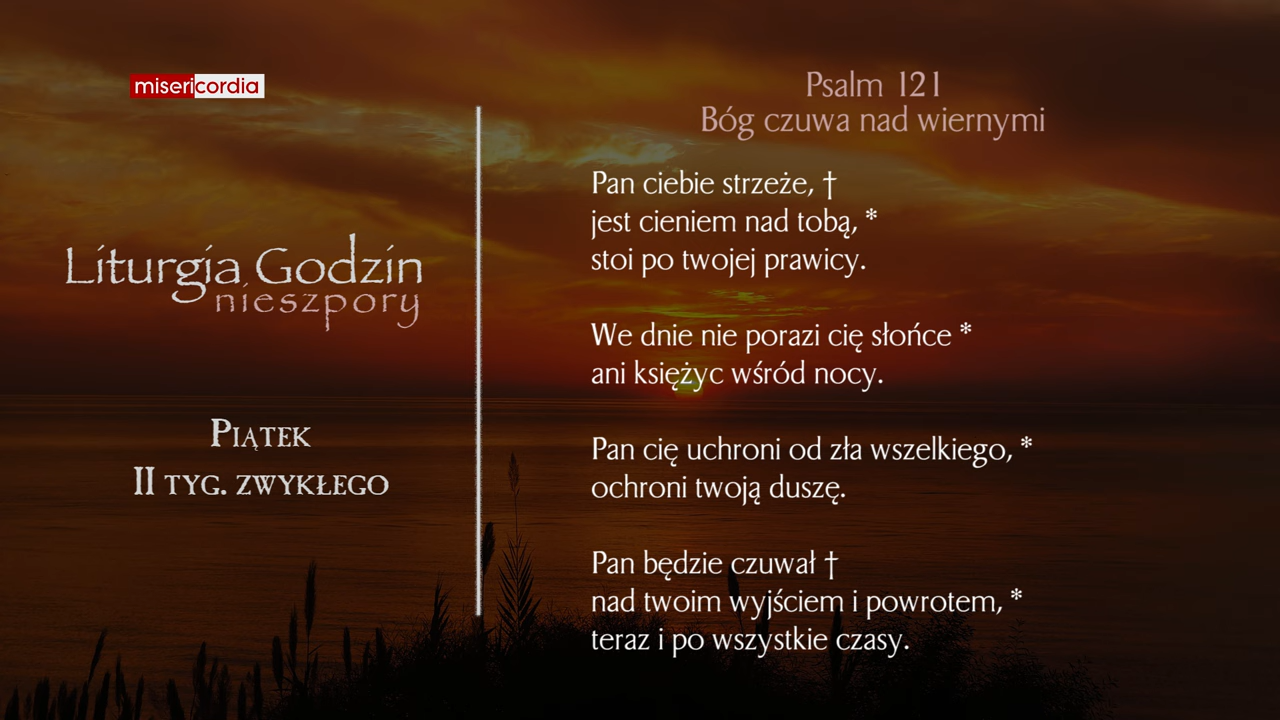 misericordia
Liturgia Godzin
nieszpory
Piątek
II tyg. zwykłego
Psalm 121
Bóg czuwa nad wiernymi
Pan ciebie strzeże, †
jest cieniem nad tobą, *
stoi po twojej prawicy.
We dnie nie porazi cię słońce *
ani księżyc wśród nocy.
Pan cię uchroni od zła wszelkiego, *
ochroni twoją duszę.
Pan będzie czuwał †
nad twoim wyjściem i powrotem, *
teraz i po wszystkie czasy.